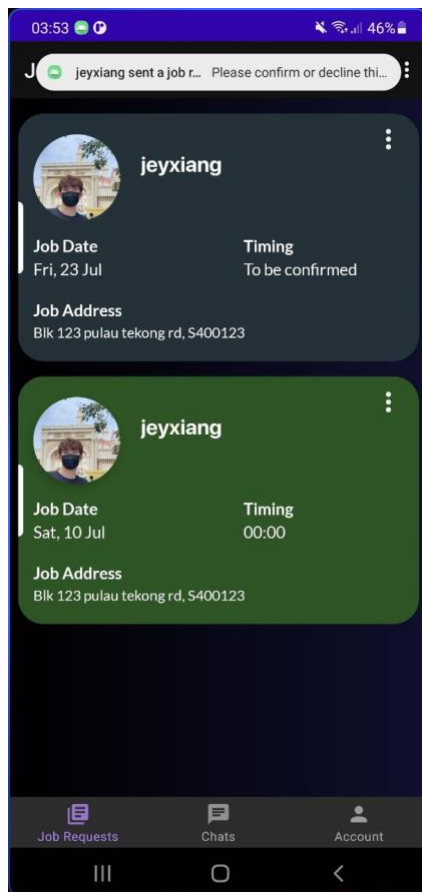 03:53 46%
J jeyxiang sent a job r... Please confirm or decline thi...
jeyxiang
Job Date Timing
Fri, 23 Jul To be confirmed
Job Address
Blk 123 pulau tekong rd, S400123
jeyxiang
Job Date Timing
Sat, 10 Jul 00:00
Job Address
Blk 123 pulau tekong rd, S400123
Job Requests Chats Account